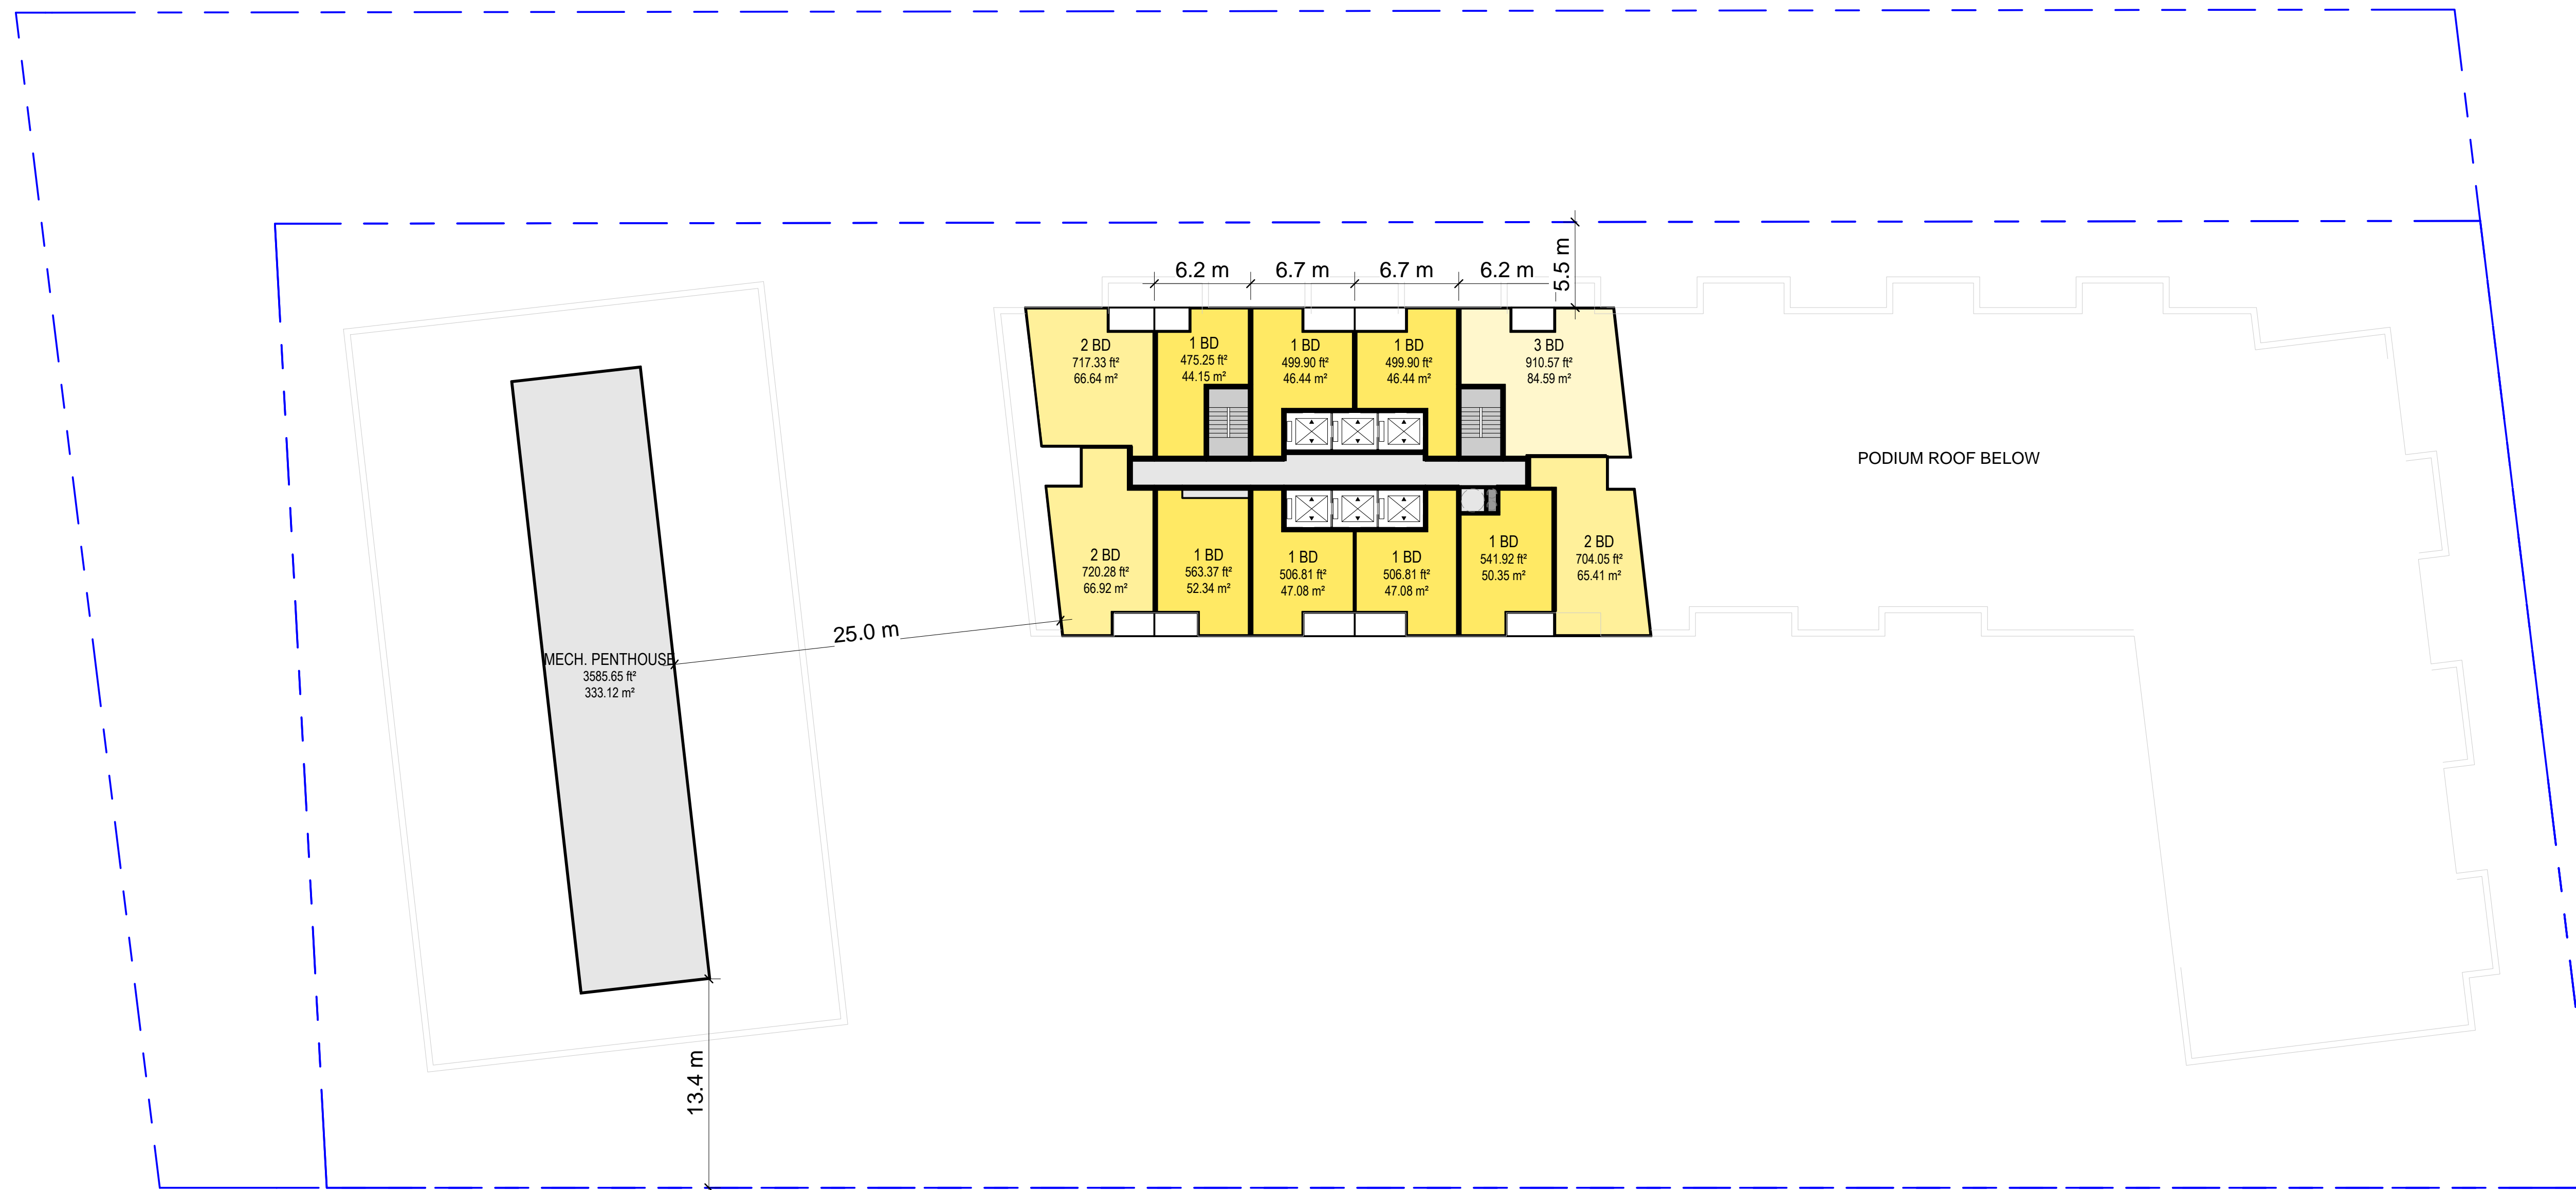 6.2 m
6.7 m
6.7 m
6.2 m
5.5 m
2 BD
717.33 ft²
66.64 m²
1 BD
475.25 ft²
44.15 m²
1 BD
499.90 ft²
46.44 m²
1 BD
499.90 ft²
46.44 m²
3 BD
910.57 ft²
84.59 m²
PODIUM ROOF BELOW
2 BD
720.28 ft²
66.92 m²
1 BD
563.37 ft²
52.34 m²
1 BD
506.81 ft²
47.08 m²
1 BD
506.81 ft²
47.08 m²
1 BD
541.92 ft²
50.35 m²
2 BD
704.05 ft²
65.41 m²
25.0 m
MECH. PENTHOUSE
3585.65 ft²
333.12 m²
13.4 m